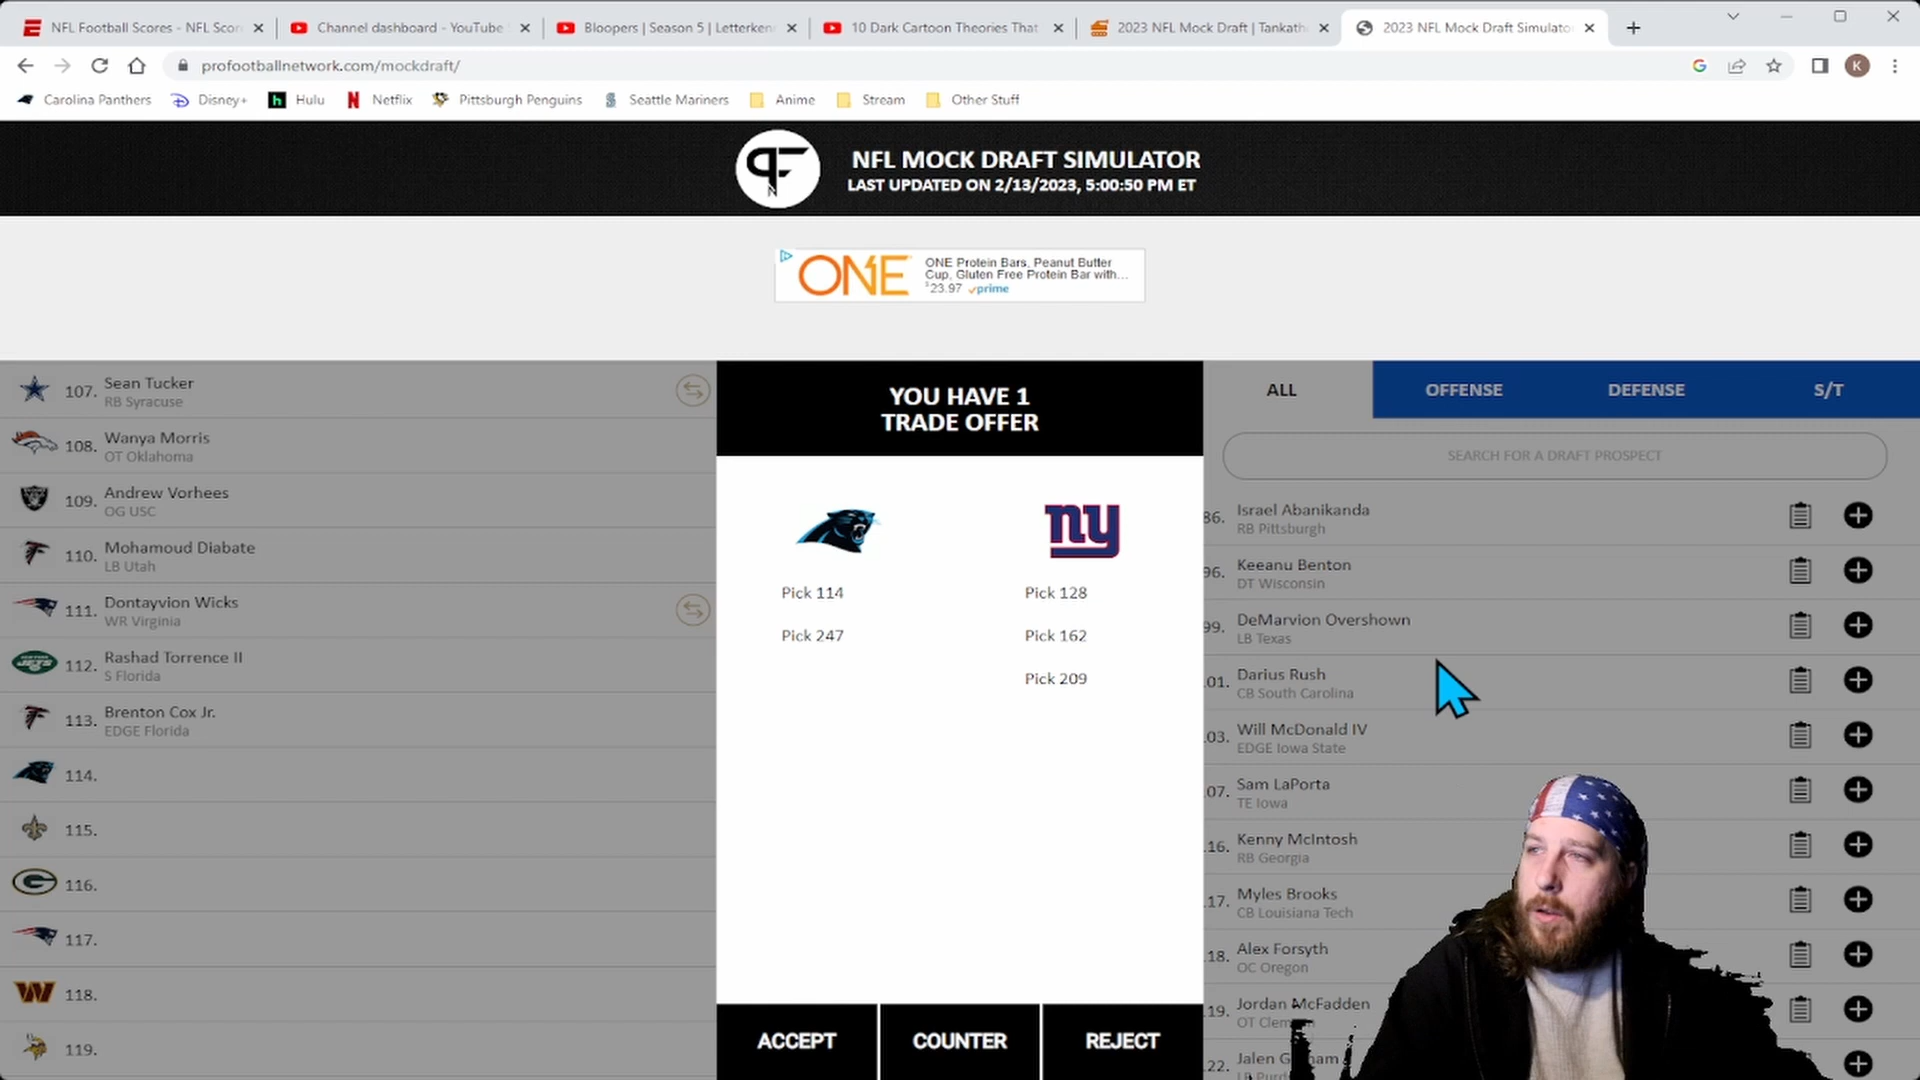 NFL Football Scores - NFL Scor
Channel dashboard - YouTube
Bloopers | Season 5 | Letterken
10 Dark Cartoon Theories That
2023 NFL Mock Draft | Tankath
2023 NFL Mock Draft Simulato
profootballnetwork.com/mockdraft/
K
Carolina Panthers
Disney+
Hulu
Netflix
Pittsburgh Penguins
Seattle Mariners
Anime
Stream
Other Stuff
NFL MOCK DRAFT SIMULATOR
LAST UPDATED ON 2/13/2023, 5:00:50 PM ET
ONE
ONE Protein Bars, Peanut Butter
Cup, Gluten Free Protein Bar with...
$23.97 prime
107. Sean Tucker
RB Syracuse
108. Wanya Morris
OT Oklahoma
109. Andrew Vorhees
OG USC
110. Mohamoud Diabate
LB Utah
111. Dontayvion Wicks
WR Virginia
112. Rashad Torrence II
S Florida
113. Brenton Cox Jr.
EDGE Florida
114.
115.
116.
117.
118.
119.
YOU HAVE 1
TRADE OFFER
ny
Pick 114
Pick 128
Pick 247
Pick 162
Pick 209
ACCEPT
COUNTER
REJECT
ALL
OFFENSE
DEFENSE
S/T
SEARCH FOR A DRAFT PROSPECT
86. Israel Abanikanda
RB Pittsburgh
96. Keeanu Benton
DT Wisconsin
99. DeMarvion Overshown
LB Texas
01. Darius Rush
CB South Carolina
03. Will McDonald IV
EDGE Iowa State
07. Sam LaPorta
TE Iowa
16. Kenny McIntosh
RB Georgia
17. Myles Brooks
CB Louisiana Tech
18. Alex Forsyth
OC Oregon
19. Jordan McFadden
OT
22. Jalen
LB